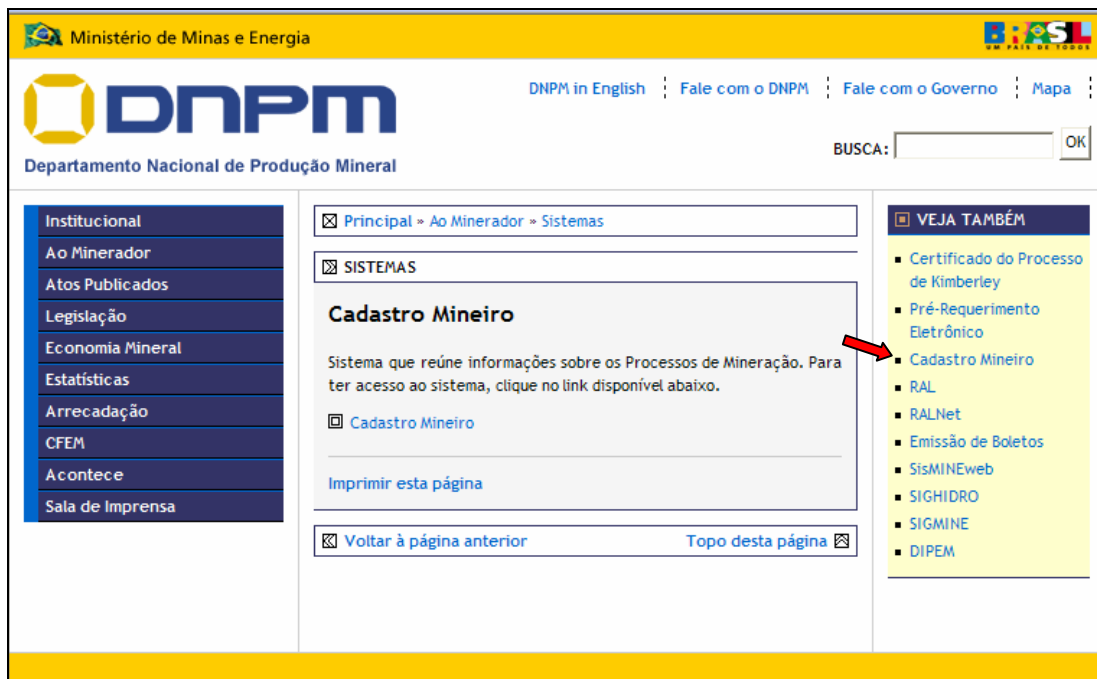 Ministério de Minas e Energia
BRASIL
UM PAÍS DE TODOS
DNPM
Departamento Nacional de Produção Mineral
DNPM in English
Fale com o DNPM
Fale com o Governo
Mapa
BUSCA:
OK
Institucional
Ao Minerador
Atos Publicados
Legislação
Economia Mineral
Estatísticas
Arrecadação
CFEM
Acontece
Sala de Imprensa
Principal » Ao Minerador » Sistemas
SISTEMAS
Cadastro Mineiro
Sistema que reúne informações sobre os Processos de Mineração. Para
ter acesso ao sistema, clique no link disponível abaixo.
Cadastro Mineiro
Imprimir esta página
Voltar à página anterior
Topo desta página
VEJA TAMBÉM
Certificado do Processo
de Kimberley
Pré-Requerimento
Eletrônico
Cadastro Mineiro
RAL
RALNet
Emissão de Boletos
SisMINEweb
SIGHIDRO
SIGMINE
DIPEM